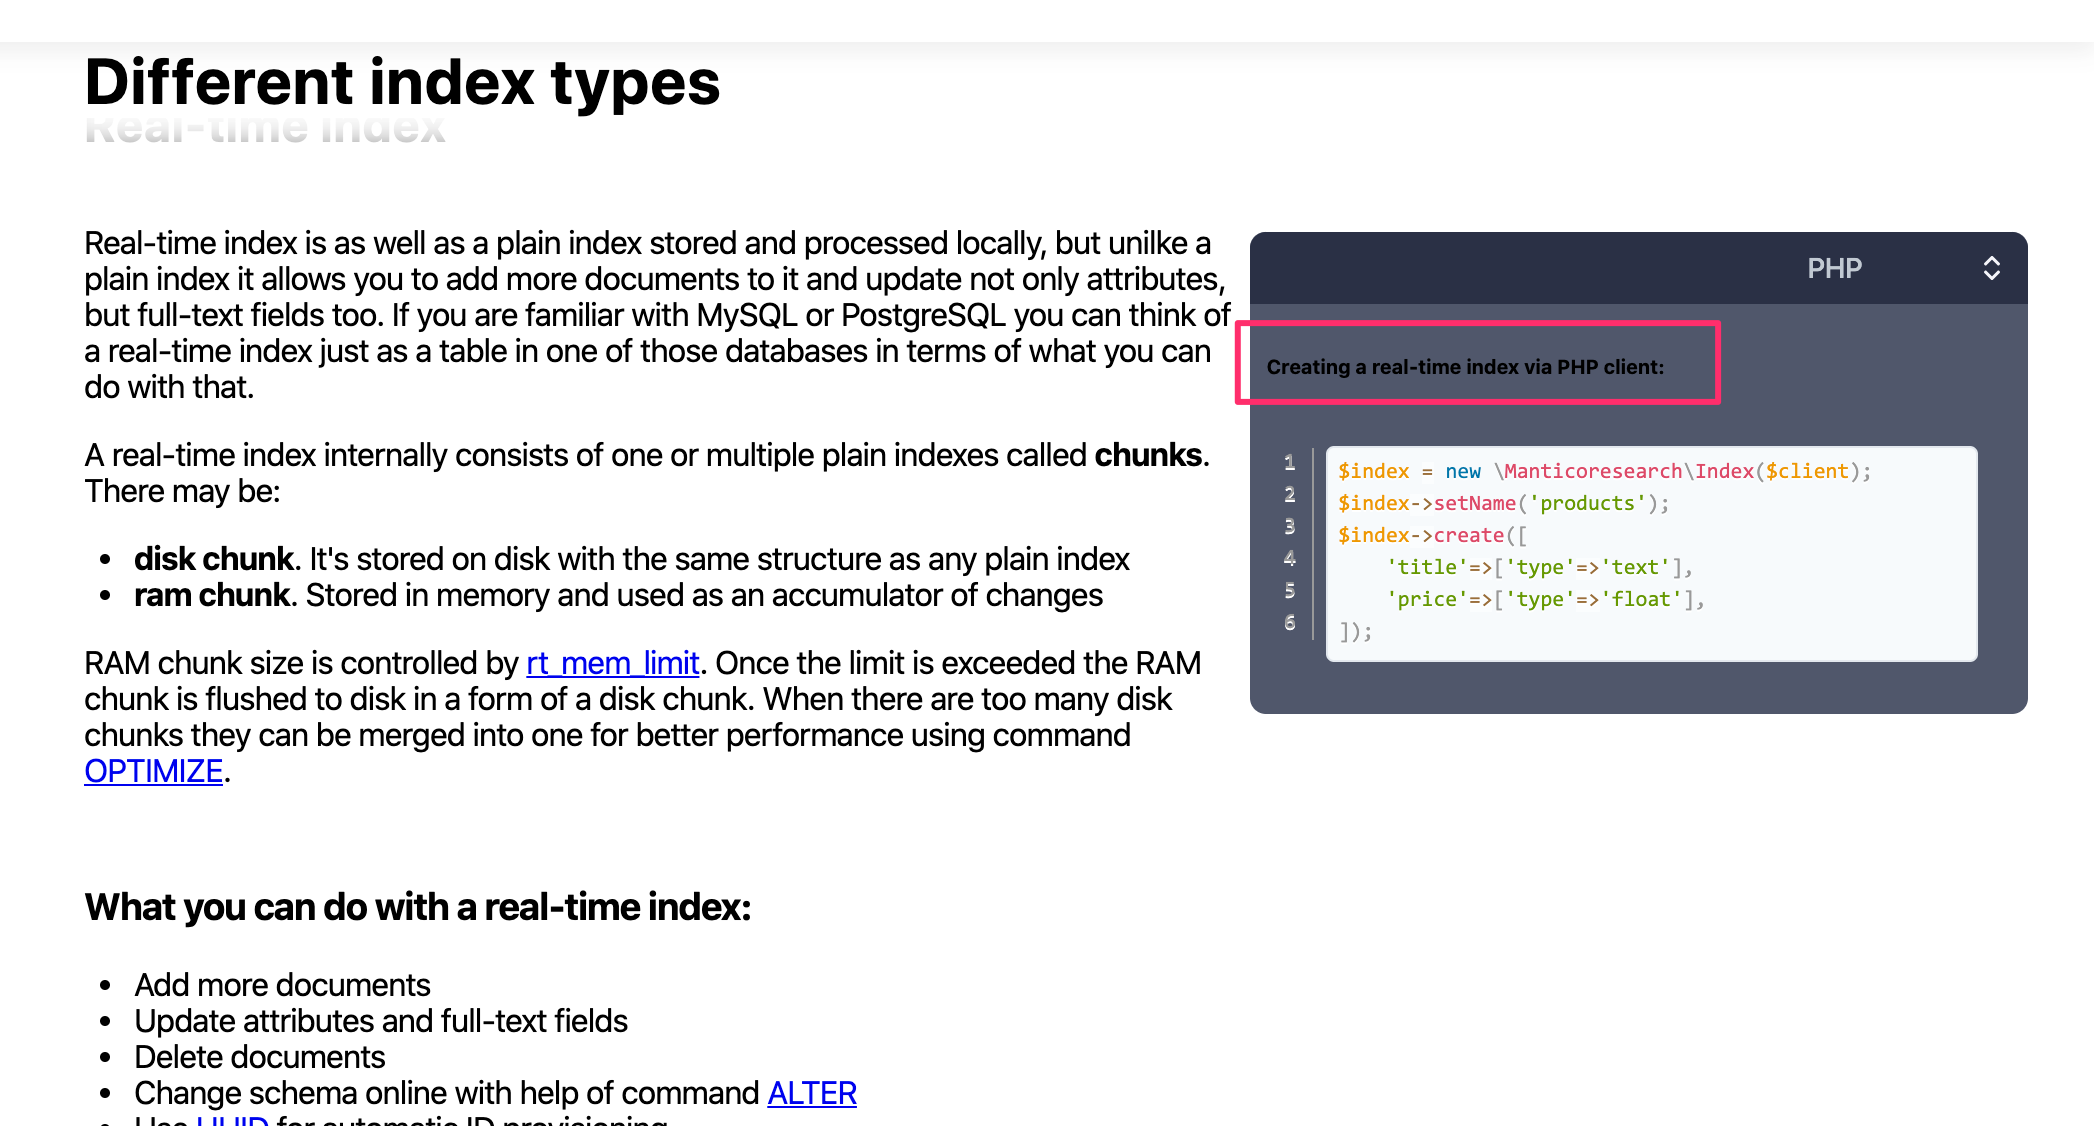 Different index types
Real-time index
Real-time index is as well as a plain index stored and processed locally, but unilke a
plain index it allows you to add more documents to it and update not only attributes,
but full-text fields too. If you are familiar with MySQL or PostgreSQL you can think of
a real-time index just as a table in one of those databases in terms of what you can
do with that.
A real-time index internally consists of one or multiple plain indexes called chunks.
There may be:
• disk chunk. It's stored on disk with the same structure as any plain index
• ram chunk. Stored in memory and used as an accumulator of changes
RAM chunk size is controlled by rt_mem_limit. Once the limit is exceeded the RAM
chunk is flushed to disk in a form of a disk chunk. When there are too many disk
chunks they can be merged into one for better performance using command
OPTIMIZE.
What you can do with a real-time index:
• Add more documents
• Update attributes and full-text fields
• Delete documents
• Change schema online with help of command ALTER
• Use UUID for automatic ID provisioning
PHP
Creating a real-time index via PHP client:
1 $index = new \Manticoresearch\Index($client);
2 $index->setName('products');
3 $index->create([
4     'title'=>['type'=>'text'],
5     'price'=>['type'=>'float'],
6 ]);